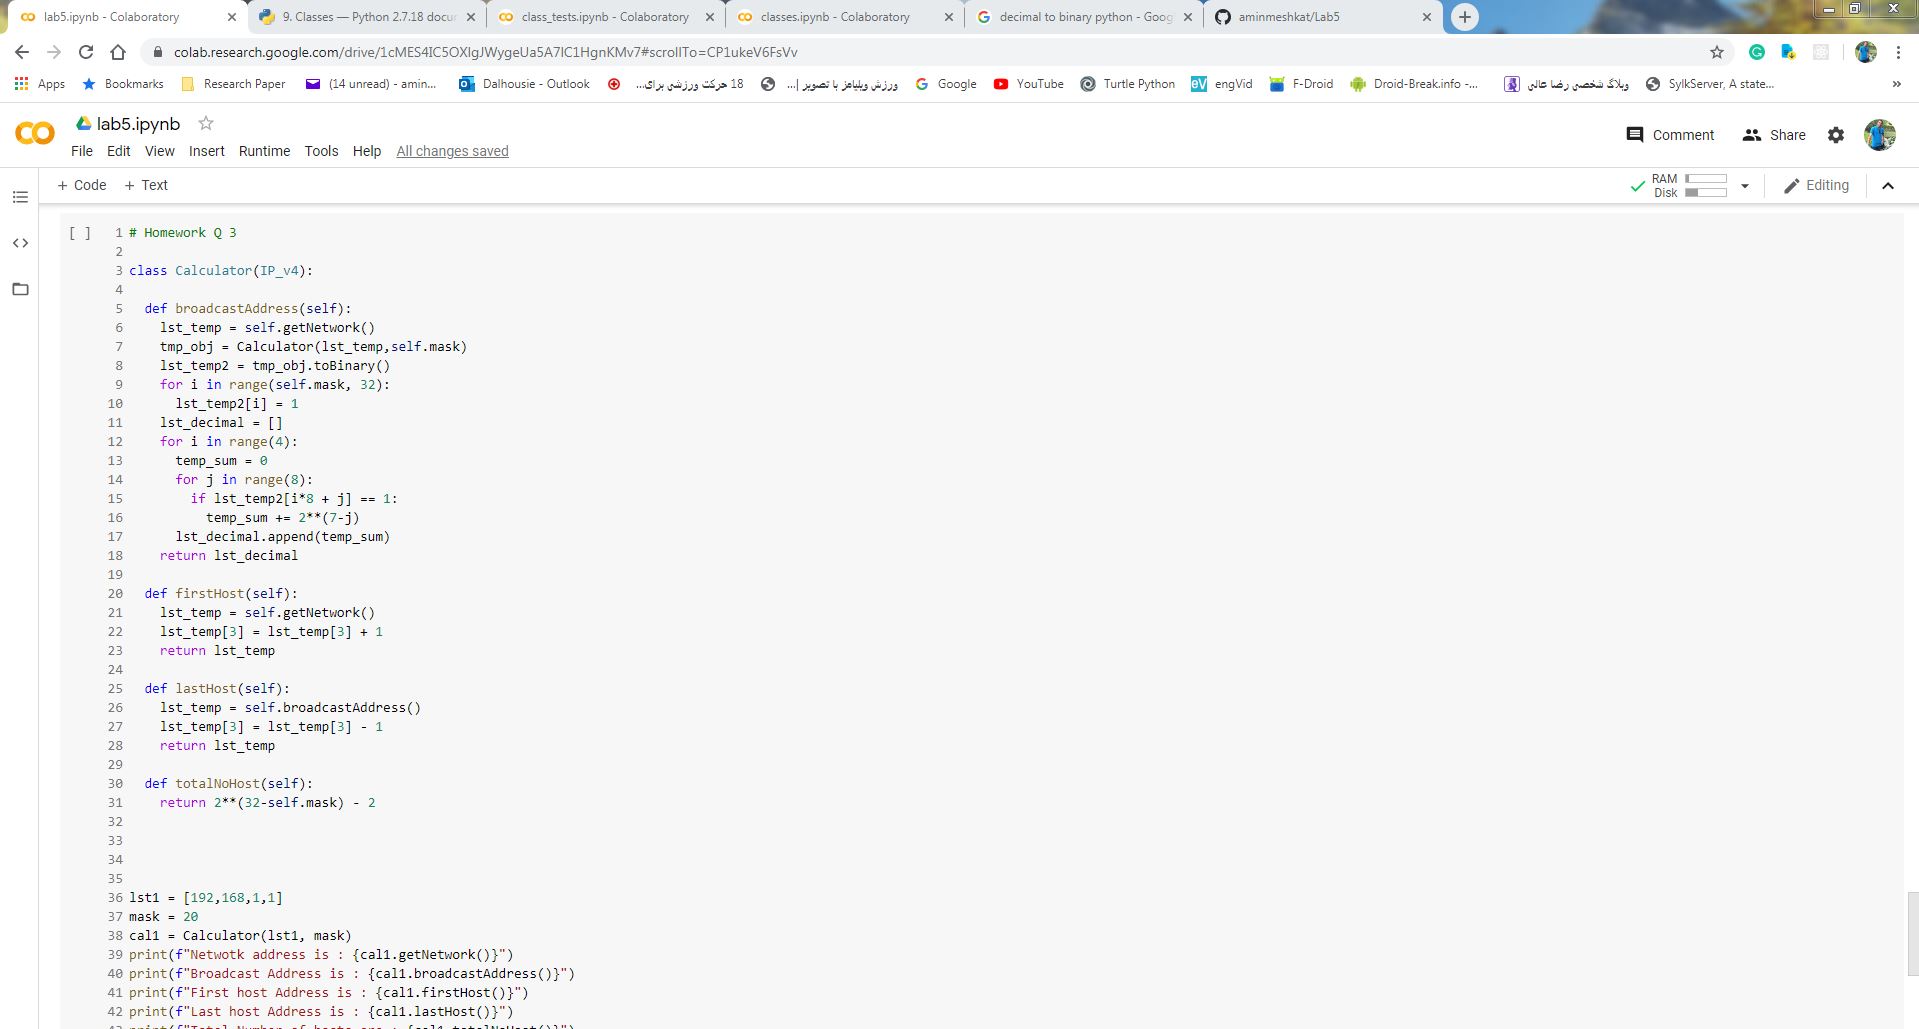 lab5.ipynb - Colaboratory
9. Classes — Python 2.7.18 docu
class_tests.ipynb - Colaboratory
classes.ipynb - Colaboratory
decimal to binary python - Goog
aminmeshkat/Lab5
colab.research.google.com/drive/1cMES4IC5OXlgJWygeUa5A7lC1HgnKMv7#scrollTo=CP1ukeV6FsVv
Apps
Bookmarks
Research Paper
(14 unread) - amin...
Dalhousie - Outlook
18 حرکت ورزشی برای...
ورزش ویلیامز با تصویر |...
Google
YouTube
Turtle Python
eV engVid
F-Droid
Droid-Break.info -...
وبلاگ شخصی رضا عالی
SylkServer, A state...
»
lab5.ipynb
Comment
Share
File Edit View Insert Runtime Tools Help All changes saved
+ Code + Text
RAM
Disk
Editing
[ ] 1 # Homework Q 3
2
3 class Calculator(IP_v4):
4
5 def broadcastAddress(self):
6 lst_temp = self.getNetwork()
7 tmp_obj = Calculator(lst_temp,self.mask)
8 lst_temp2 = tmp_obj.toBinary()
9 for i in range(self.mask, 32):
10 lst_temp2[i] = 1
11 lst_decimal = []
12 for i in range(4):
13 temp_sum = 0
14 for j in range(8):
15 if lst_temp2[i*8 + j] == 1:
16 temp_sum += 2**(7-j)
17 lst_decimal.append(temp_sum)
18 return lst_decimal
19
20 def firstHost(self):
21 lst_temp = self.getNetwork()
22 lst_temp[3] = lst_temp[3] + 1
23 return lst_temp
24
25 def lastHost(self):
26 lst_temp = self.broadcastAddress()
27 lst_temp[3] = lst_temp[3] - 1
28 return lst_temp
29
30 def totalNoHost(self):
31 return 2**(32-self.mask) - 2
32
33
34
35
36 lst1 = [192,168,1,1]
37 mask = 20
38 cal1 = Calculator(lst1, mask)
39 print(f"Netwotk address is : {cal1.getNetwork()}")
40 print(f"Broadcast Address is : {cal1.broadcastAddress()}")
41 print(f"First host Address is : {cal1.firstHost()}")
42 print(f"Last host Address is : {cal1.lastHost()}")
43 print(f"Total Number of hosts are : {cal1.totalNoHost()}")